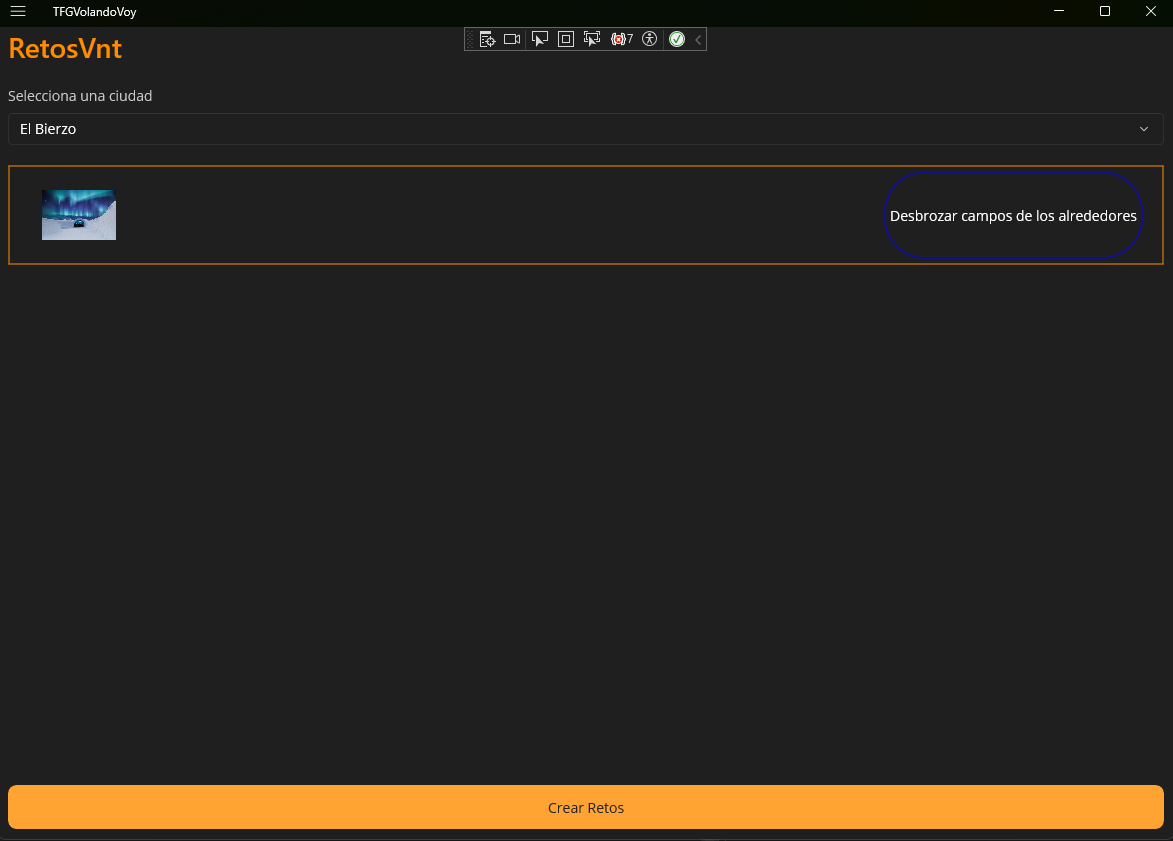 TFGVolandoVoy
RetosVnt
7
Selecciona una ciudad
El Bierzo
Desbrozar campos de los alrededores
Crear Retos